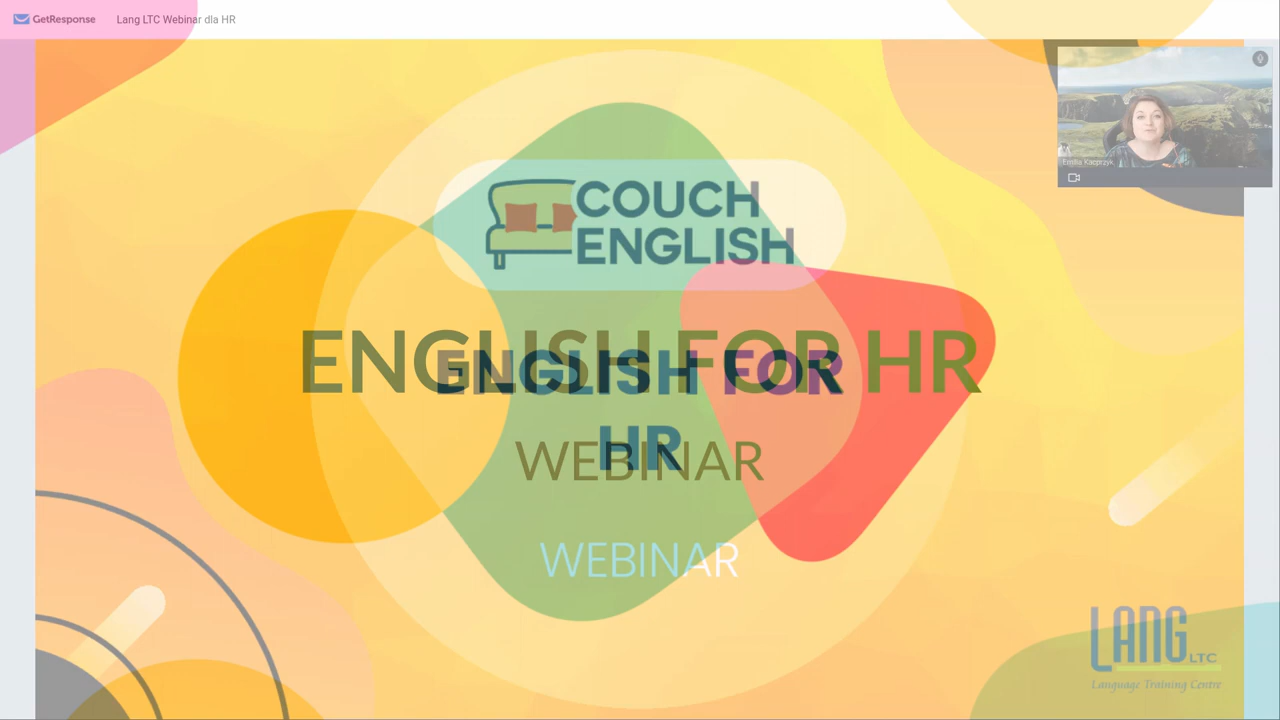 GetResponse
Lang LTC Webinar dla HR
Emilia Kacprzyk
COUCH
ENGLISH
ENGLISH FOR HR
WEBINAR
ENGLISH FOR
HR
WEBINAR
LANG LTC
Language Training Centre